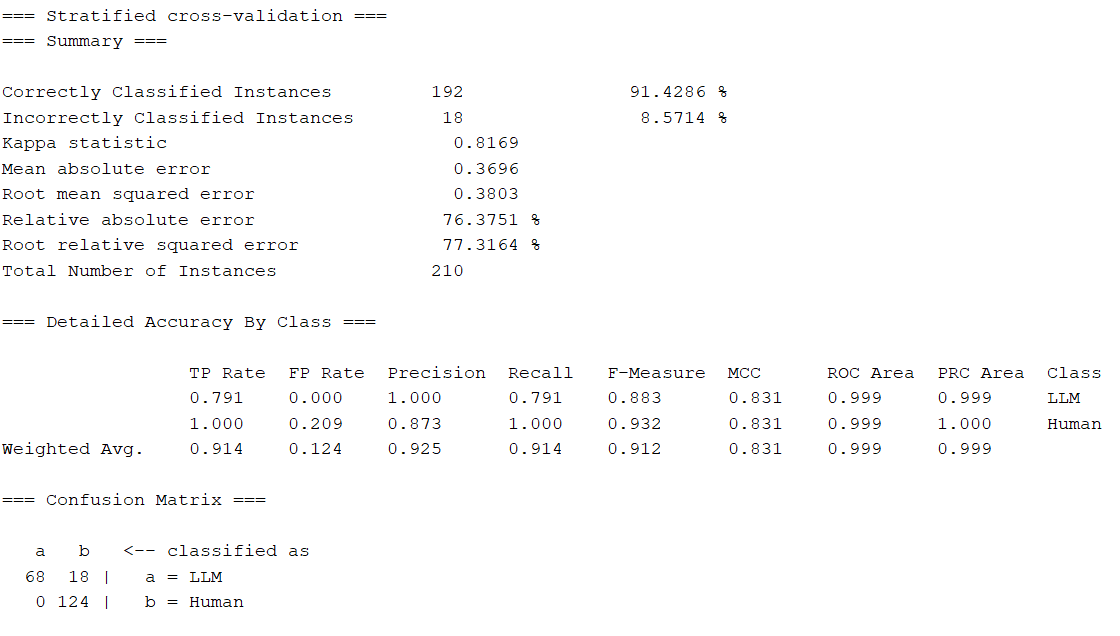 === Stratified cross-validation ===
=== Summary ===
Correctly Classified Instances 192 91.4286 %
Incorrectly Classified Instances 18 8.5714 %
Kappa statistic 0.8169
Mean absolute error 0.3696
Root mean squared error 0.3803
Relative absolute error 76.3751 %
Root relative squared error 77.3164 %
Total Number of Instances 210
=== Detailed Accuracy By Class ===
TP Rate FP Rate Precision Recall F-Measure MCC ROC Area PRC Area Class
0.791 0.000 1.000 0.791 0.883 0.831 0.999 0.999 LLM
1.000 0.209 0.873 1.000 0.932 0.831 0.999 1.000 Human
Weighted Avg. 0.914 0.124 0.925 0.914 0.912 0.831 0.999 0.999
=== Confusion Matrix ===
a b <-- classified as
68 18 | a = LLM
0 124 | b = Human